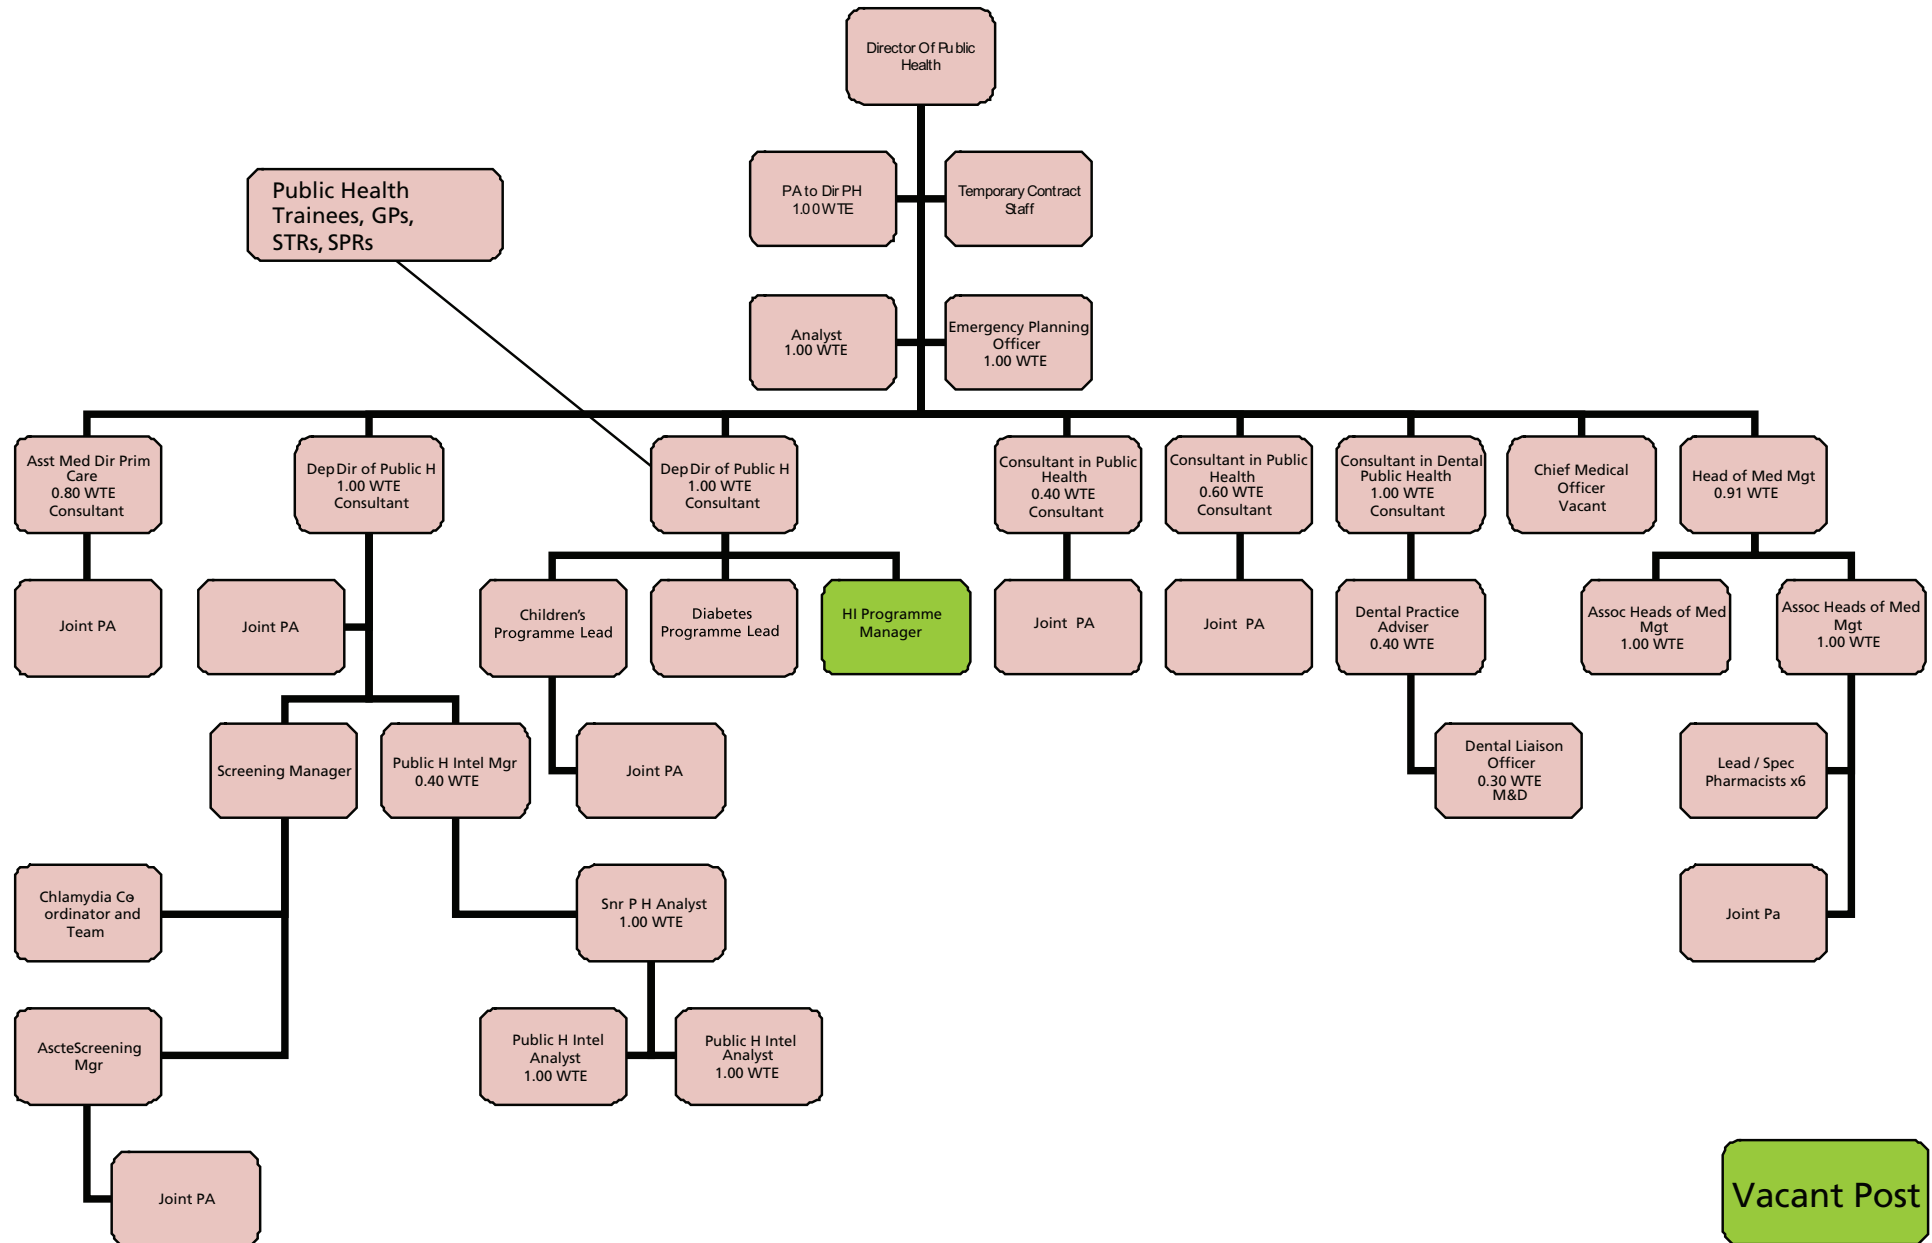 Director Of Public
Health
PA to Dir PH
1.00 WTE
Temporary Contract
Staff
Public Health
Trainees, GPs,
STRs, SPRs
Analyst
1.00 WTE
Emergency Planning
Officer
1.00 WTE
Asst Med Dir Prim
Care
0.80 WTE
Consultant
Dep Dir of Public H
1.00 WTE
Consultant
Dep Dir of Public H
1.00 WTE
Consultant
Consultant in Public
Health
0.40 WTE
Consultant
Consultant in Public
Health
0.60 WTE
Consultant
Consultant in Dental
Public Health
1.00 WTE
Consultant
Chief Medical
Officer
Vacant
Head of Med Mgt
0.91 WTE
Joint PA
Joint PA
Children's
Programme Lead
Diabetes
Programme Lead
HI Programme
Manager
Joint PA
Joint PA
Dental Practice
Adviser
0.40 WTE
Assoc Heads of Med
Mgt
1.00 WTE
Assoc Heads of Med
Mgt
1.00 WTE
Screening Manager
Public H Intel Mgr
0.40 WTE
Joint PA
Dental Liaison
Officer
0.30 WTE
M&D
Lead / Spec
Pharmacists x6
Chlamydia Co-
ordinator and
Team
Snr P H Analyst
1.00 WTE
Joint Pa
AscteScreening
Mgr
Public H Intel
Analyst
1.00 WTE
Public H Intel
Analyst
1.00 WTE
Joint PA
Vacant Post